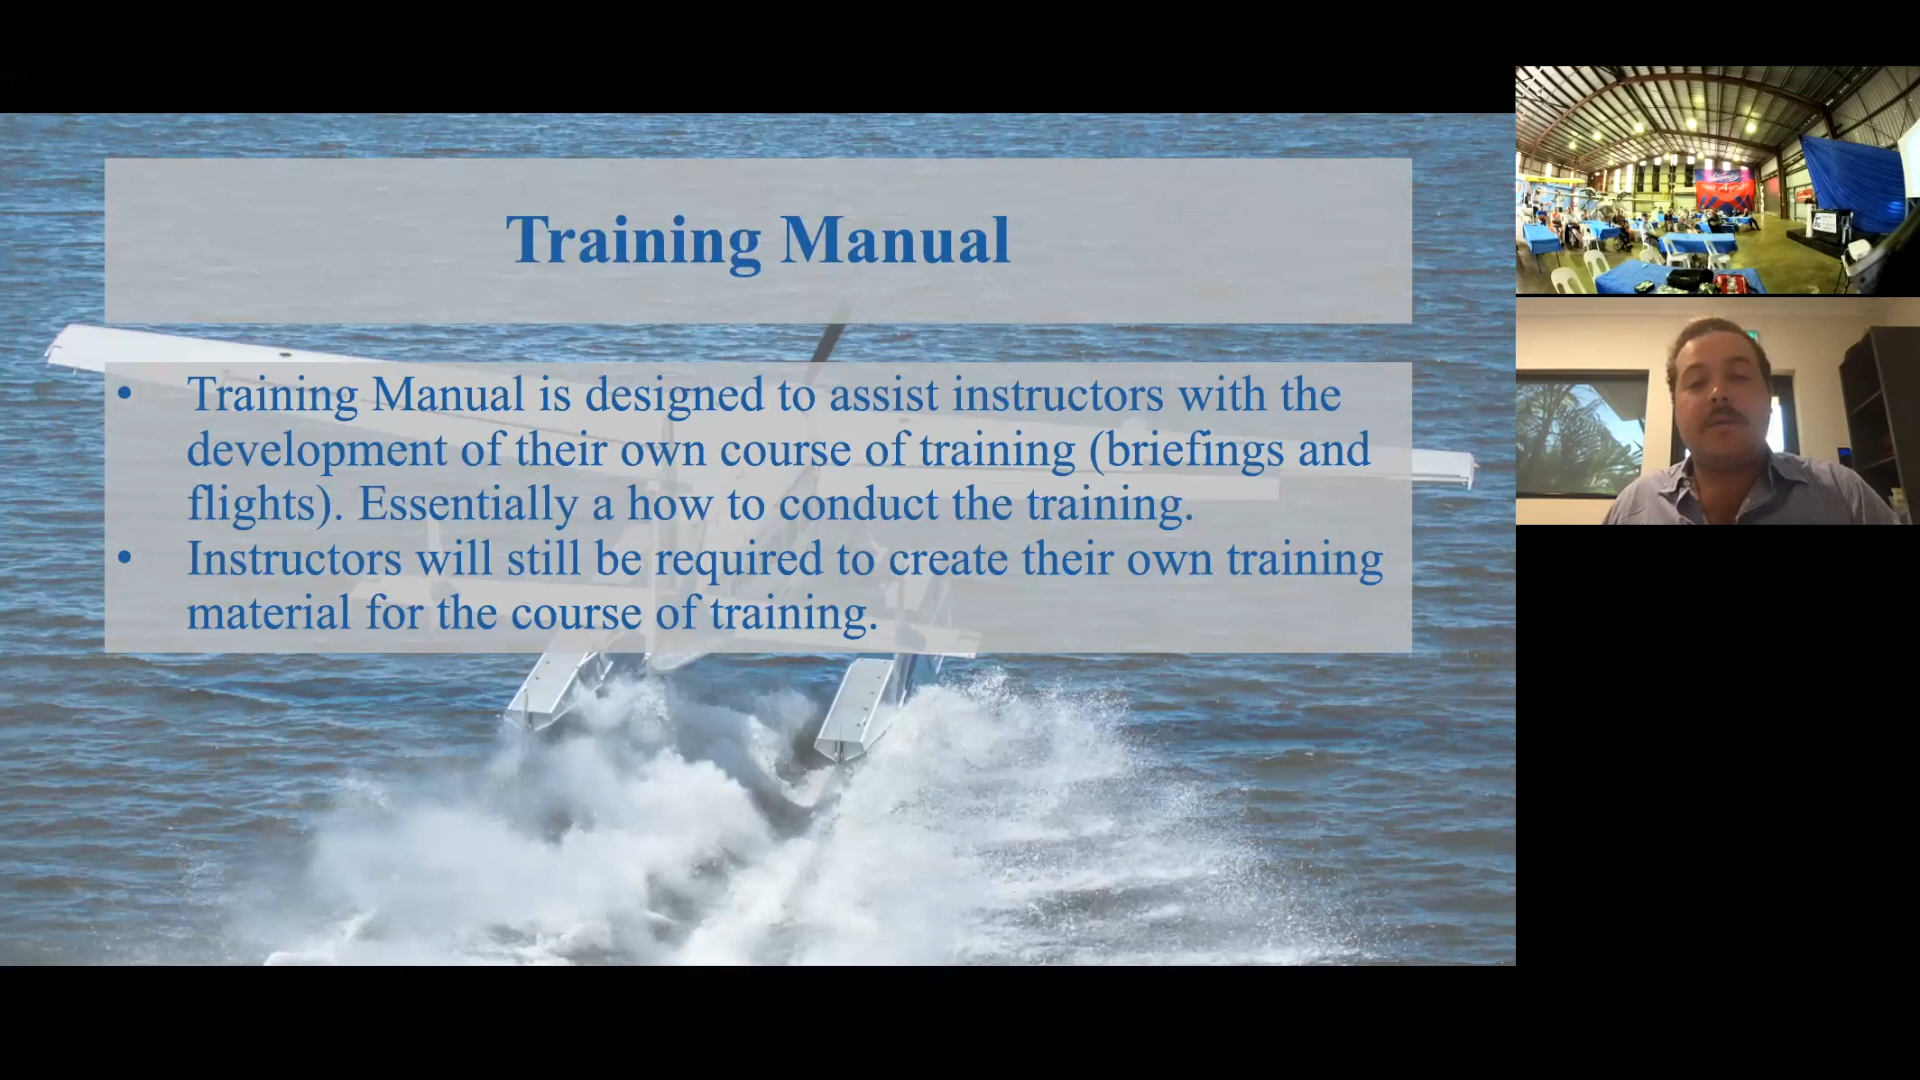 Training Manual
• Training Manual is designed to assist instructors with the
development of their own course of training (briefings and
flights). Essentially a how to conduct the training.
• Instructors will still be required to create their own training
material for the course of training.